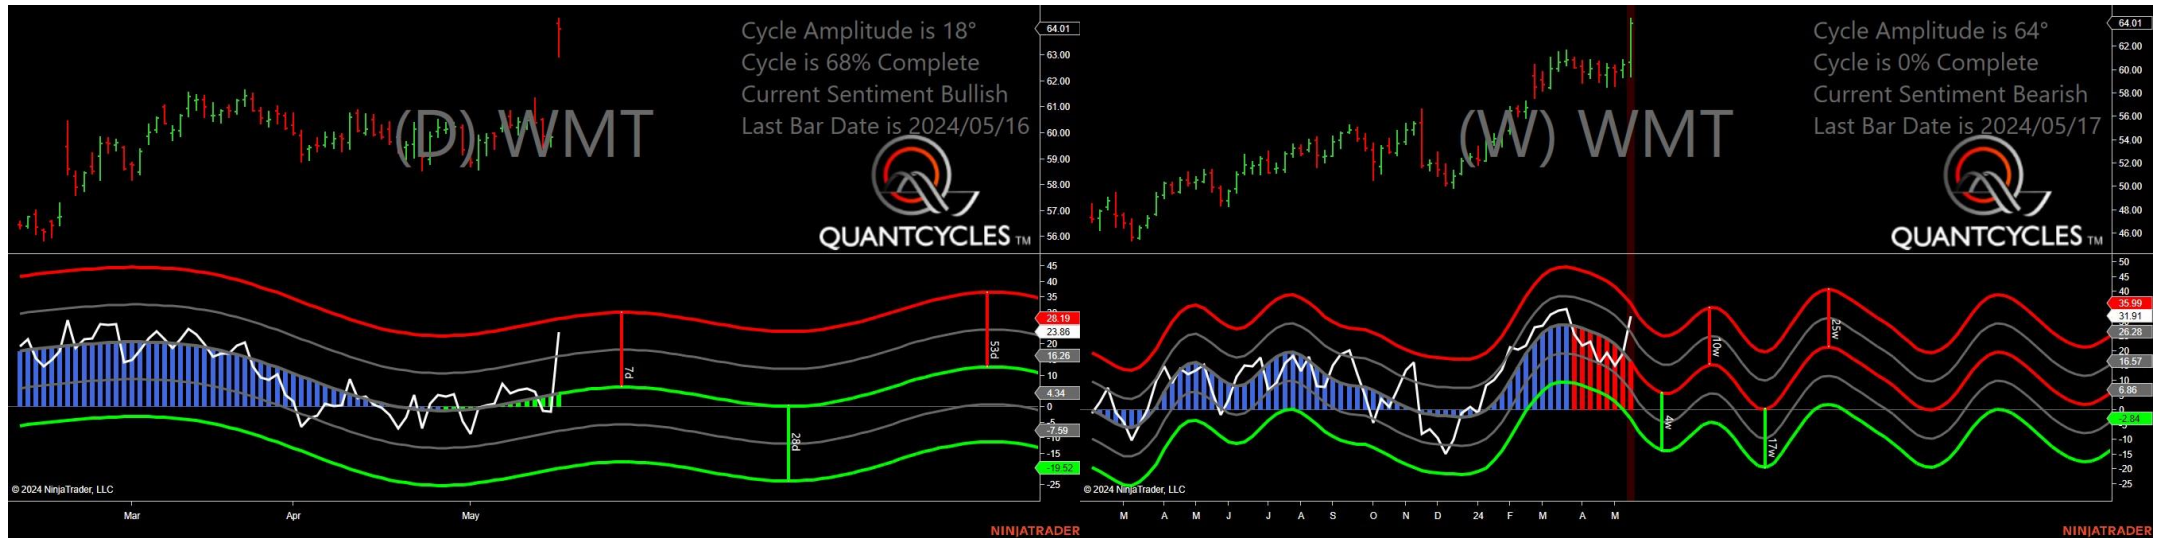 Cycle Amplitude is 18°
Cycle is 68% Complete
Current Sentiment Bullish
Last Bar Date is 2024/05/16
(D) WMT
QUANTCYCLES TM
64.01
63.00
62.00
61.00
60.00
59.00
58.00
57.00
56.00
45
40
35
28.19
23.86
20
16.26
10
4.34
0
-5
-7.59
-10
-15
-19.52
-25
7d
28d
53d
© 2024 NinjaTrader, LLC
Mar
Apr
May
NINJATRADER
Cycle Amplitude is 64°
Cycle is 0% Complete
Current Sentiment Bearish
Last Bar Date is 2024/05/17
(W) WMT
QUANTCYCLES TM
64.01
62.00
60.00
58.00
56.00
54.00
52.00
50.00
48.00
46.00
50
45
40
35.99
31.91
26.28
20
16.57
10
6.86
0
-2.84
-10
-15
-20
-25
4w
10w
17w
25w
© 2024 NinjaTrader, LLC
M A M J J A S O N D 24 F M A M
NINJATRADER